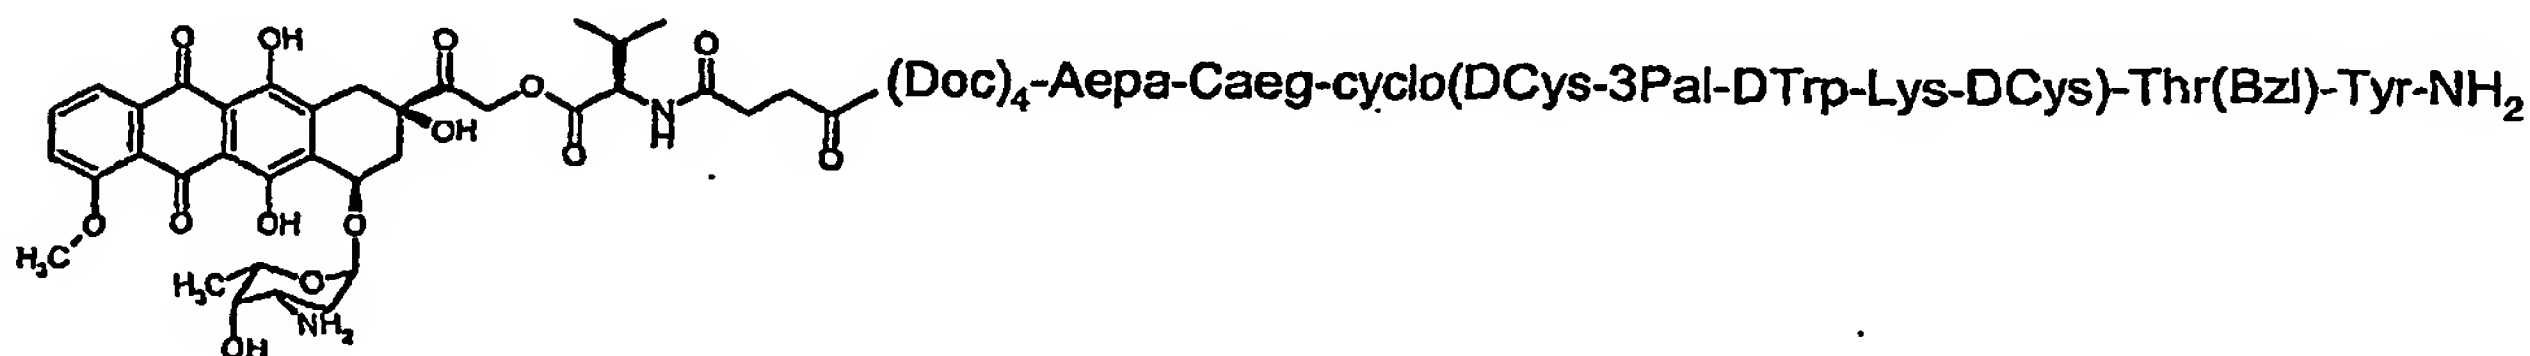 O OH O O (Doc)₄-Aepa-Caeg-cyclo(DCys-3Pal-DTrp-Lys-DCys)-Thr(Bzl)-Tyr-NH₂
O
OH
N
H
O O
O O OH O
H₃C
H₃C O
NH₂
OH